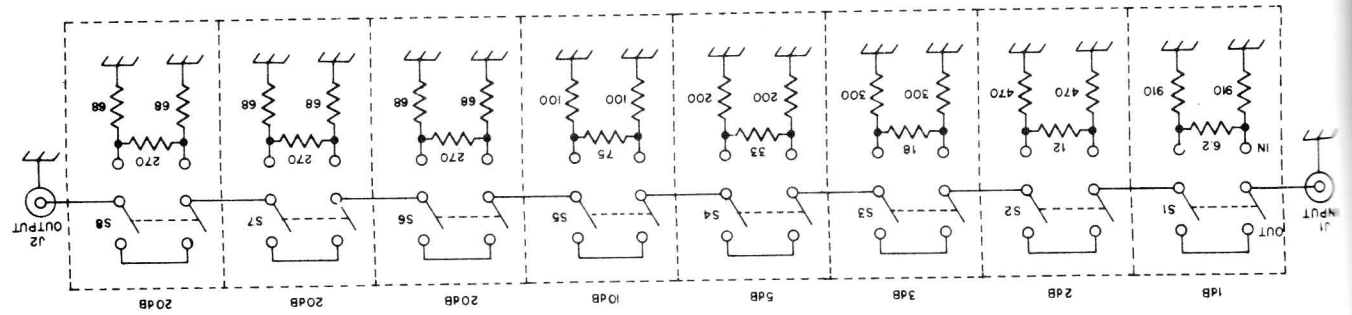 1dB 2dB 3dB 5dB 10dB 20dB 20dB 20dB
OUT
J1 INPUT
S1 S2 S3 S4 S5 S6 S7 S8
J2 OUTPUT
IN
6.2 12 18 33 75 270 270 270
910 910 470 470 300 300 200 200 100 100 68 68 68 68 68 68